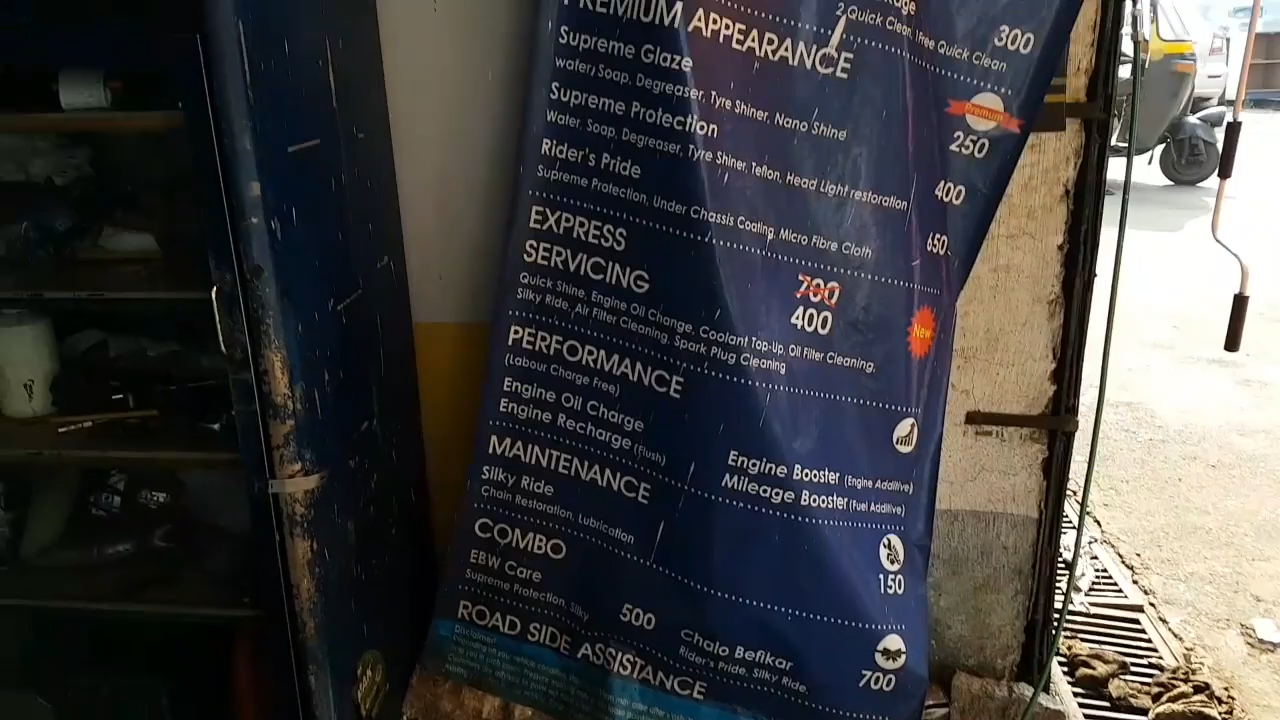 2 Quick Clean, 1Free Quick Clean
300
PREMIUM APPEARANCE
Premium
Supreme Glaze
Water, Soap, Degreaser, Tyre Shiner, Nano Shine
250
Supreme Protection
Water, Soap, Degreaser, Tyre Shiner, Teflon, Head Light restoration
400
Rider's Pride
Supreme Protection, Under Chassis Coating, Micro Fibre Cloth
650
EXPRESS
SERVICING
700
400
New
Quick Shine, Engine Oil Change, Coolant Top-Up, Oil Filter Cleaning,
Silky Ride, Air Filter Cleaning, Spark Plug Cleaning
PERFORMANCE
(Labour Charge Free)
Engine Oil Charge
Engine Recharge (Flush)
Engine Booster (Engine Additive)
Mileage Booster (Fuel Additive)
MAINTENANCE
Silky Ride
Chain Restoration, Lubrication
150
COMBO
EBW Care
Supreme Protection, Silky
500
Chalo Befikar
Rider's Pride, Silky Ride.
700
ROAD SIDE ASSISTANCE
Disclaimer